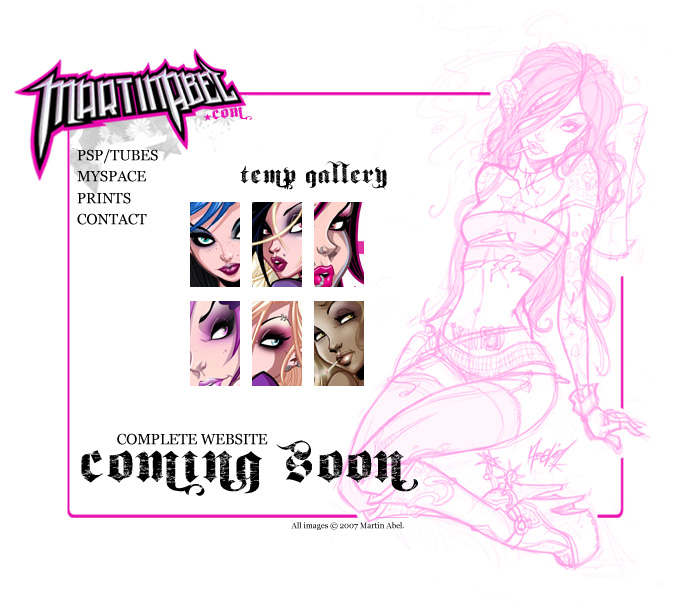 MARTINABEL
.com
PSP/TUBES
MYSPACE
PRINTS
CONTACT
temp gallery
COMPLETE WEBSITE
coming soon
All images © 2007 Martin Abel.